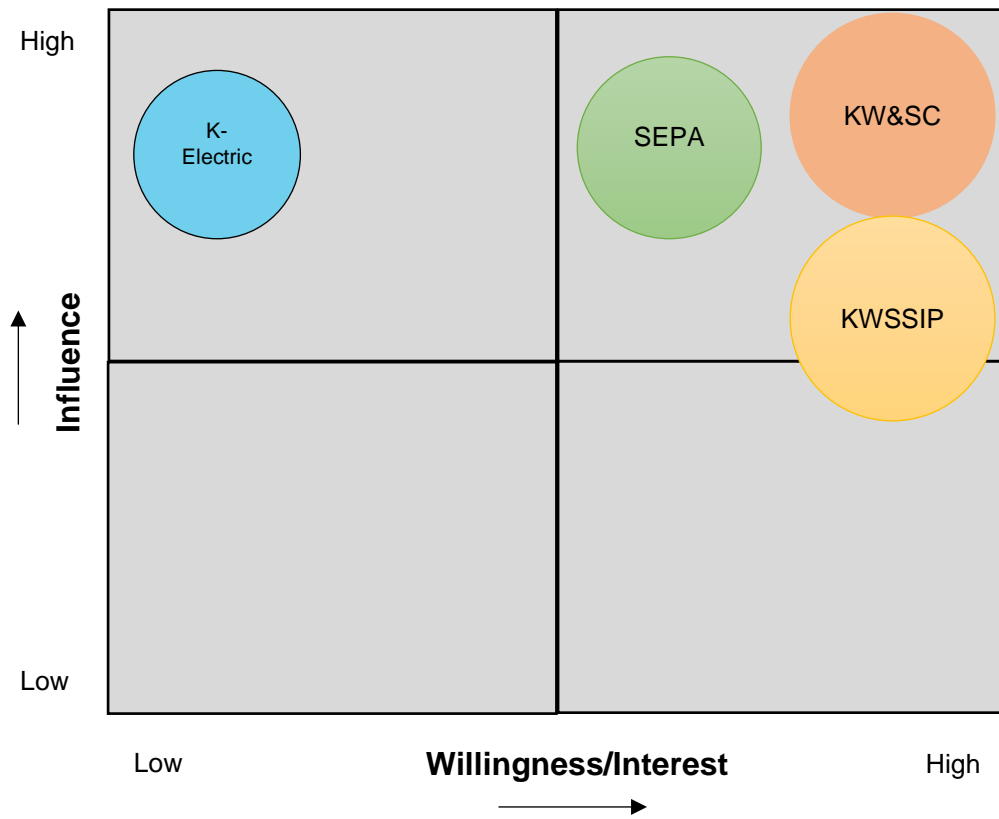 High
K-
Electric
SEPA
KW&SC
KWSSIP
Influence
Low
Low
Willingness/Interest
High